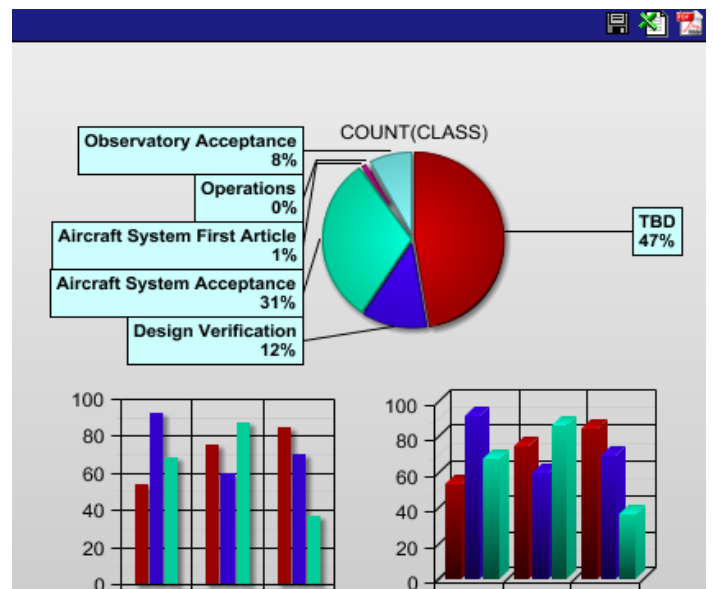 COUNT(CLASS)
Observatory Acceptance
8%
Operations
0%
Aircraft System First Article
1%
Aircraft System Acceptance
31%
Design Verification
12%
TBD
47%
100
80
60
40
20
0
100
80
60
40
20
0